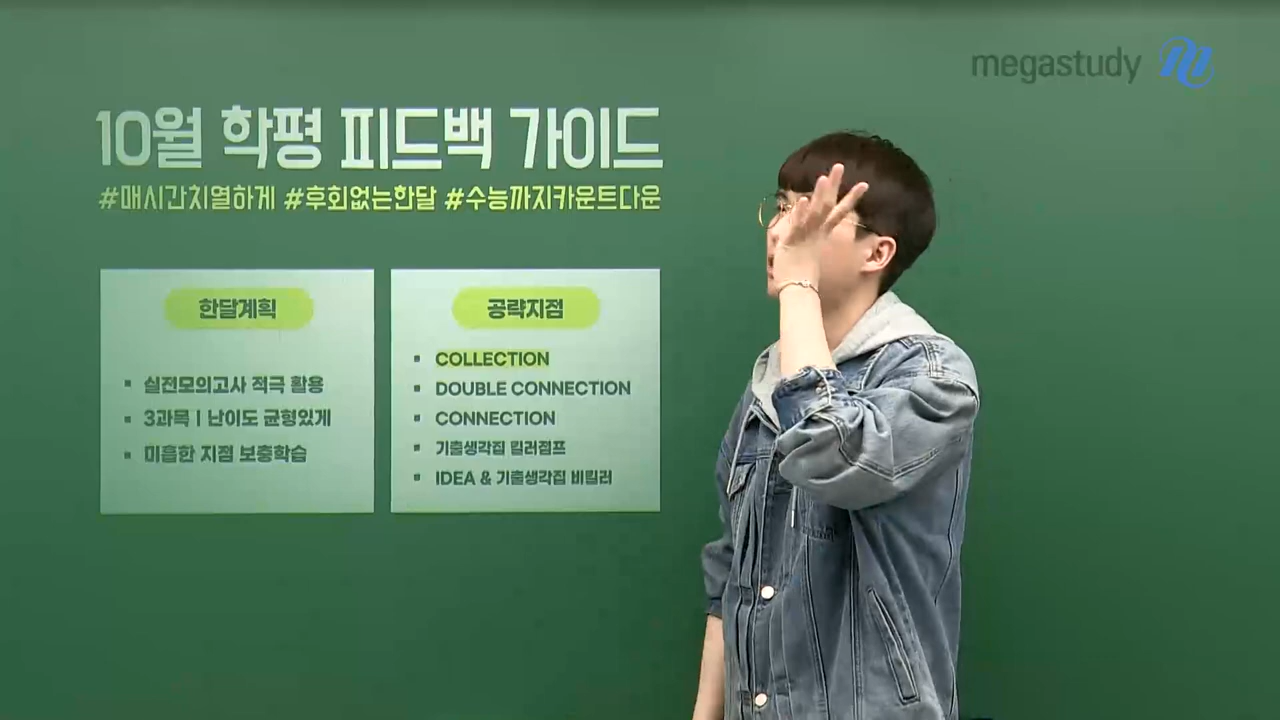 megastudy
10월 학평 피드백 가이드
#매시간치열하게 #후회없는한달 #수능까지카운트다운
한달계획
▪ 실전모의고사 적극 활용
▪ 3과목 | 난이도 균형있게
▪ 미흡한 지점 보충학습
공략지점
▪ COLLECTION
▪ DOUBLE CONNECTION
▪ CONNECTION
▪ 기출생각집 킬러점프
▪ IDEA & 기출생각집 비킬러